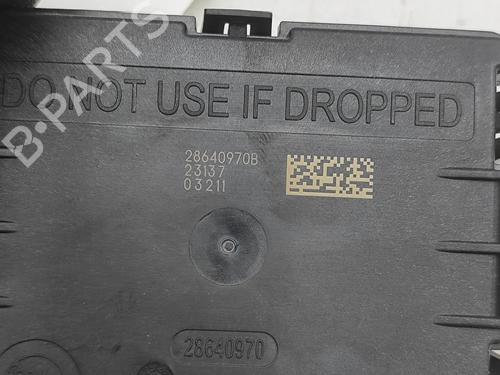 B-PARTS
DO NOT USE IF DROPPED
28640970B
23137
03211
28640970